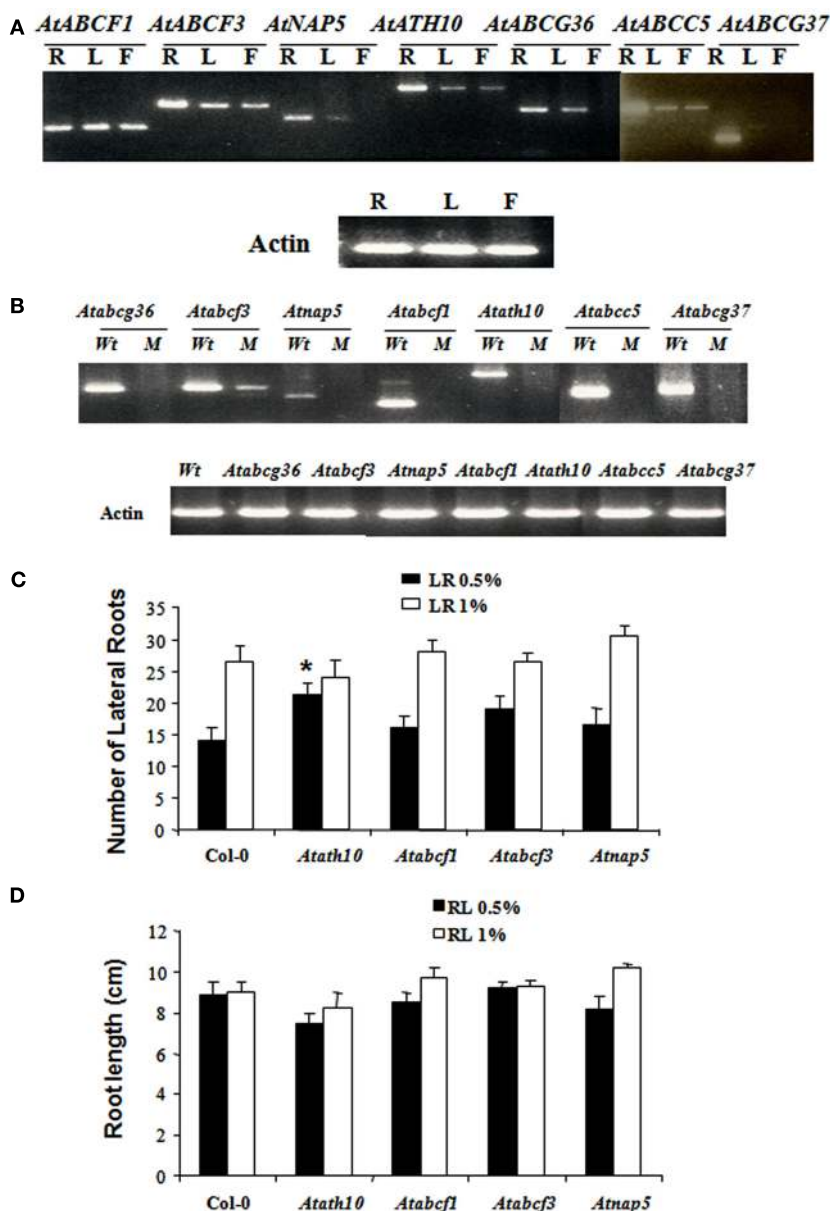 A
AtABCF1 AtABCF3 AtNAP5 AtATH10 AtABCG36 AtABCC5 AtABCG37
R L F R L F R L F R L F R L F R L F R L F
R L F
Actin
B
Atabcg36 Atabcf3 Atnap5 Atabcf1 Atath10 Atabcc5 Atabcg37
Wt M Wt M Wt M Wt M Wt M Wt M Wt M
Wt Atabcg36 Atabcf3 Atnap5 Atabcf1 Atath10 Atabcc5 Atabcg37
Actin
C
LR 0.5%
LR 1%
Number of Lateral Roots
35
30
25
20
15
10
5
0
*
Col-0 Atath10 Atabcf1 Atabcf3 Atnap5
D
RL 0.5%
RL 1%
Root length (cm)
12
10
8
6
4
2
0
Col-0 Atath10 Atabcf1 Atabcf3 Atnap5